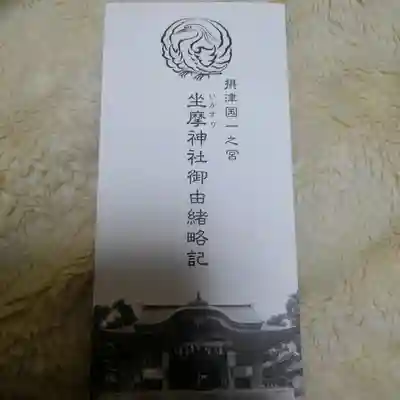 摂津国一之宮
いかすり
坐摩神社御由緒略記